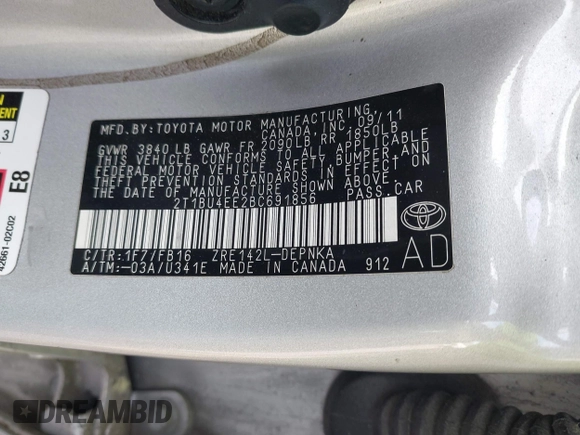 MFD.BY:TOYOTA MOTOR MANUFACTURING,
CANADA, INC. 09/11
GVWR 3840 LB GAWR FR 2090LB RR 1850LB
THIS VEHICLE CONFORMS TO ALL APPLICABLE
FEDERAL MOTOR VEHICLE SAFETY, BUMPER, AND
THEFT PREVENTION STANDARDS IN EFFECT ON
THE DATE OF MANUFACTURE SHOWN ABOVE.
2T1BU4EE2BC691856 PASS.CAR
C/TR:1F7/FB16 ZRE142L-DEPNKA
A/TM:-03A/U341E MADE IN CANADA 912
AD
3
E8
42661-02C02
DREAMBID